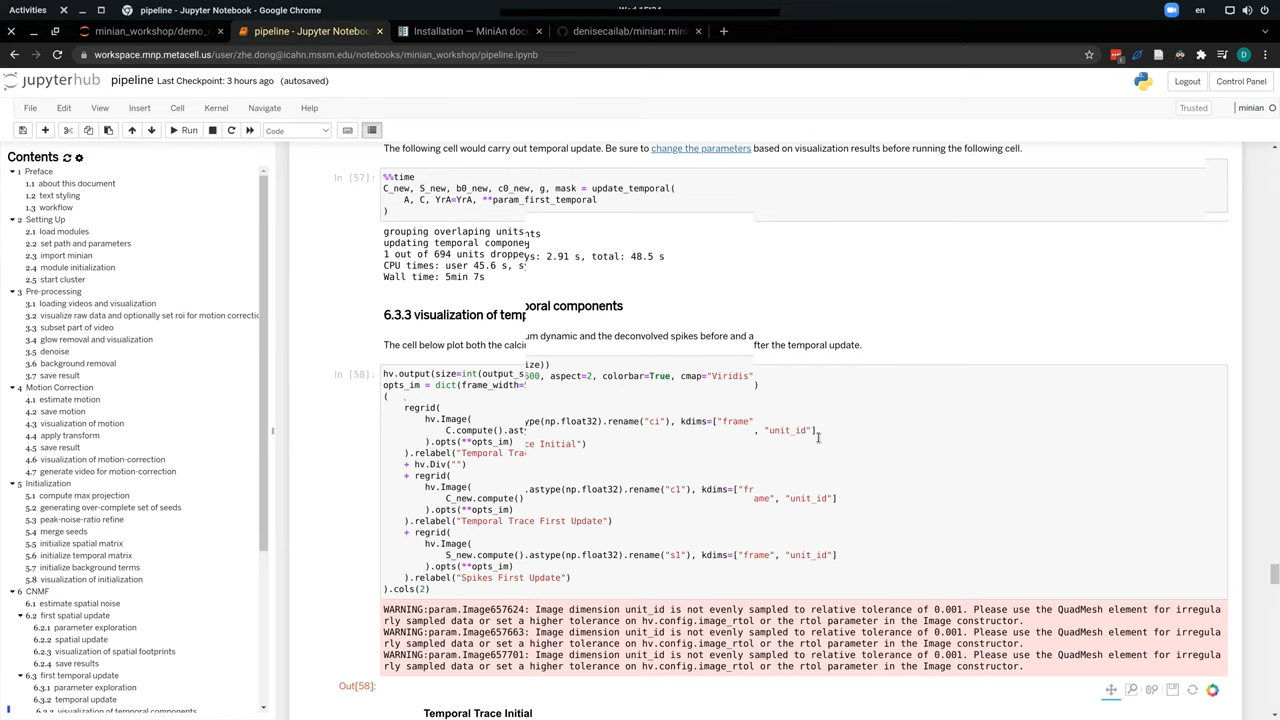 Activities
pipeline - Jupyter Notebook - Google Chrome
en
minian_workshop/demo_
pipeline - Jupyter Notebook
Installation — MiniAn docu
denisecailab/minian: mini
workspace.mnp.metacell.us/user/zhe.dong@icahn.mssm.edu/notebooks/minian_workshop/pipeline.ipynb
D
jupyterhub
pipeline Last Checkpoint: 3 hours ago (autosaved)
Logout
Control Panel
File Edit View Insert Cell Kernel Navigate Help
Trusted
minian
Run
Code
Contents
1 Preface
1.1 about this document
1.2 text styling
1.3 workflow
2 Setting Up
2.1 load modules
2.2 set path and parameters
2.3 import minian
2.4 module initialization
2.5 start cluster
3 Pre-processing
3.1 loading videos and visualization
3.2 visualize raw data and optionally set roi for motion correctio
3.3 subset part of video
3.4 glow removal and visualization
3.5 denoise
3.6 background removal
4 Motion Correction
4.1 estimate motion
4.2 save motion
4.3 visualization of motion
4.4 apply transform
4.5 save result
4.6 visualization of motion-correction
4.7 generate video for motion-correction
5 Initialization
5.1 compute max projection
5.2 generating over-complete set of seeds
5.3 peak-noise-ratio refine
5.4 merge seeds
5.5 initialize spatial matrix
5.6 initialize temporal matrix
5.7 initialize background terms
5.8 visualization of initialization
6 CNMF
6.1 estimate spatial noise
6.2 first spatial update
6.2.1 parameter exploration
6.2.2 spatial update
6.2.3 visualization of spatial footprints
6.2.4 save results
6.3 first temporal update
6.3.1 parameter exploration
6.3.2 temporal update
visualization of temporal components
The following cell would carry out temporal update. Be sure to change the parameters based on visualization results before running the following cell.
In [57]:
%%time
C_new, S_new, b0_new, c0_new, g, mask = update_temporal(
A, C, YrA=YrA, **param_first_temporal
)
grouping overlaping units
nts
updating temporal compone
1 out of 694 units droppe
CPU times: user 45.6 s, sy
ys: 2.91 s, total: 48.5 s
Wall time: 5min 7s
6.3.3 visualization of temp
oral components
The cell below plot both the calci
um dynamic and the deconvolved spikes before and a
fter the temporal update.
In [58]:
hv.output(size=int(output_s
ize))
opts_im = dict(frame_width=5
500, aspect=2, colorbar=True, cmap="Viridis"
)
(
regrid(
hv.Image(
C.compute().ast
ype(np.float32).rename("ci"), kdims=["frame"
, "unit_id"]
).opts(**opts_im)
).relabel("Temporal Tra
ce Initial")
+ hv.Div("")
+ regrid(
hv.Image(
C_new.compute()
.astype(np.float32).rename("c1"), kdims=["fr
ame", "unit_id"]
).opts(**opts_im)
).relabel("Temporal Trace First Update")
+ regrid(
hv.Image(
S_new.compute().astype(np.float32).rename("s1"), kdims=["frame", "unit_id"]
).opts(**opts_im)
).relabel("Spikes First Update")
).cols(2)
WARNING:param.Image657624: Image dimension unit_id is not evenly sampled to relative tolerance of 0.001. Please use the QuadMesh element for irregula
rly sampled data or set a higher tolerance on hv.config.image_rtol or the rtol parameter in the Image constructor.
WARNING:param.Image657663: Image dimension unit_id is not evenly sampled to relative tolerance of 0.001. Please use the QuadMesh element for irregula
rly sampled data or set a higher tolerance on hv.config.image_rtol or the rtol parameter in the Image constructor.
WARNING:param.Image657701: Image dimension unit_id is not evenly sampled to relative tolerance of 0.001. Please use the QuadMesh element for irregula
rly sampled data or set a higher tolerance on hv.config.image_rtol or the rtol parameter in the Image constructor.
Out[58]:
Temporal Trace Initial